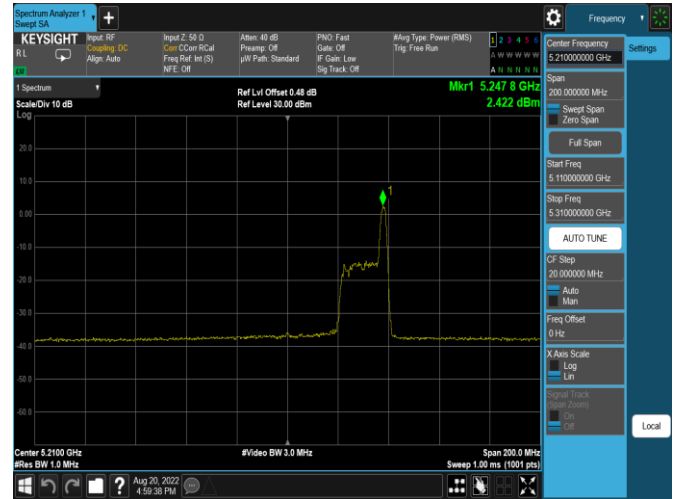 Spectrum Analyzer 1
Swept SA
+
Frequency
KEYSIGHT
RL
Input: RF
Coupling: DC
Align: Auto
Input Z: 50 Ω
Corr CCorr RCal
Freq Ref: Int (S)
NFE: Off
Atten: 40 dB
Preamp: Off
µW Path: Standard
PNO: Fast
Gate: Off
IF Gain: Low
Sig Track: Off
#Avg Type: Power (RMS)
Trig: Free Run
1 2 3 4 5 6
A W W W W W
A N N N N N
1 Spectrum
Scale/Div 10 dB
Log
Ref Lvl Offset 0.48 dB
Ref Level 30.00 dBm
Mkr1 5.247 8 GHz
2.422 dBm
20.0
10.0
0.00
-10.0
-20.0
-30.0
-40.0
-50.0
-60.0
1
Center 5.2100 GHz
#Res BW 1.0 MHz
#Video BW 3.0 MHz
Span 200.0 MHz
Sweep 1.00 ms (1001 pts)
Center Frequency
5.210000000 GHz
Settings
Span
200.000000 MHz
Swept Span
Zero Span
Full Span
Start Freq
5.110000000 GHz
Stop Freq
5.310000000 GHz
AUTO TUNE
CF Step
20.000000 MHz
Auto
Man
Freq Offset
0 Hz
X Axis Scale
Log
Lin
Signal Track
(Span Zoom)
On
Off
Local
?
Aug 20, 2022
4:59:38 PM